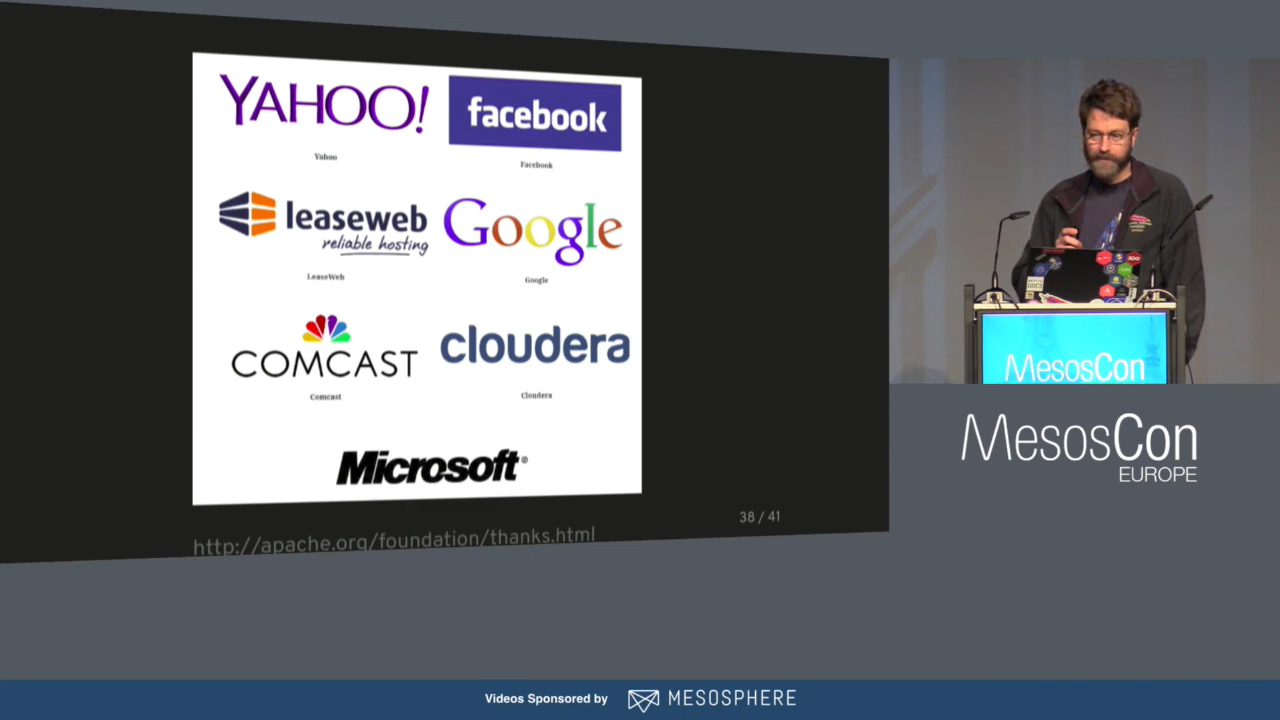 YAHOO!
facebook
Yahoo
Facebook
leaseweb
reliable hosting
Google
LeaseWeb
Google
COMCAST
cloudera
Comcast
Cloudera
Microsoft®
38 / 41
http://apache.org/foundation/thanks.html
MesosCon
MesosCon
EUROPE
Videos Sponsored by MESOSPHERE